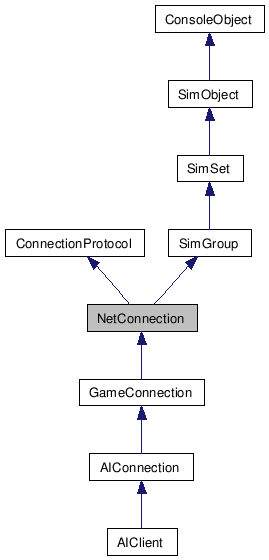 ConsoleObject
SimObject
SimSet
ConnectionProtocol
SimGroup
NetConnection
GameConnection
AIConnection
AIClient